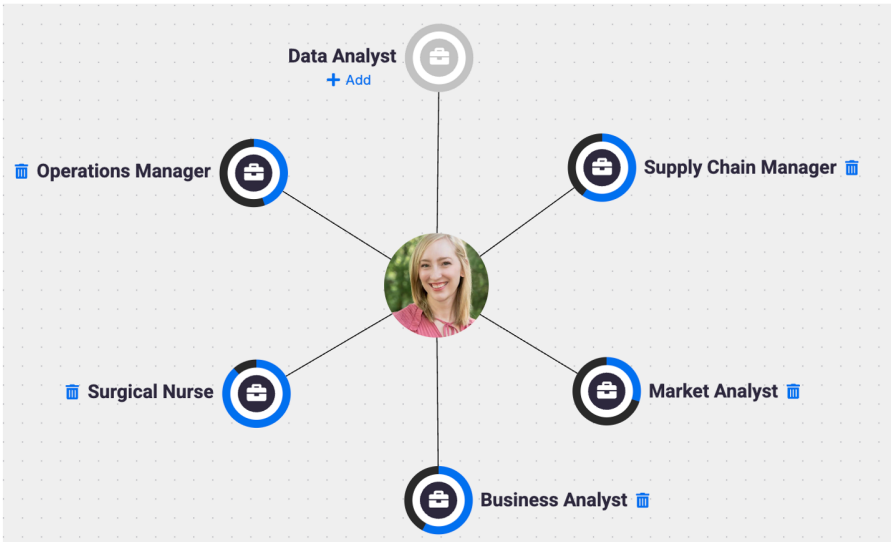 Data Analyst
+ Add
Operations Manager
Supply Chain Manager
Surgical Nurse
Market Analyst
Business Analyst